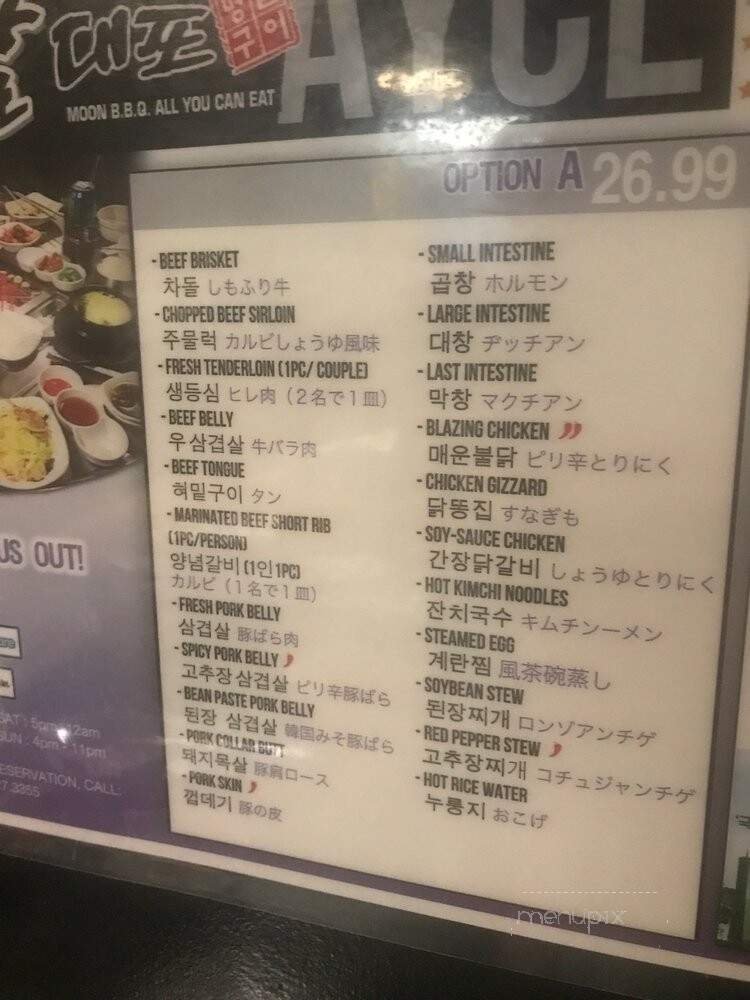 대포
AYCE
MOON B.B.Q. ALL YOU CAN EAT
OPTION A 26.99
- BEEF BRISKET
차돌 しもふり牛
- CHOPPED BEEF SIRLOIN
주물럭 カルビしょうゆ風味
- FRESH TENDERLOIN (1PC/ COUPLE)
생등심 ヒレ肉（２名で１皿）
- BEEF BELLY
우삼겹살 牛バラ肉
- BEEF TONGUE
혀밑구이 タン
- MARINATED BEEF SHORT RIB
(1PC/PERSON)
양념갈비 (1인1PC)
カルビ（１名で１皿）
- FRESH PORK BELLY
삼겹살 豚ばら肉
- SPICY PORK BELLY
고추장삼겹살 ピリ辛豚ばら
- BEAN PASTE PORK BELLY
된장 삼겹살 韓国みそ豚ばら
- PORK COLLAR BUTT
돼지목살 豚肩ロース
- PORK SKIN
껍데기 豚の皮
- SMALL INTESTINE
곱창 ホルモン
- LARGE INTESTINE
대창 ヂッチアン
- LAST INTESTINE
막창 マクチアン
- BLAZING CHICKEN
매운불닭 ピリ辛とりにく
- CHICKEN GIZZARD
닭똥집 すなぎも
- SOY-SAUCE CHICKEN
간장닭갈비 しょうゆとりにく
- HOT KIMCHI NOODLES
잔치국수 キムチンーメン
- STEAMED EGG
계란찜 風茶碗蒸し
- SOYBEAN STEW
된장찌개 ロンゾアンチゲ
- RED PEPPER STEW
고추장찌개 コチュジャンチゲ
- HOT RICE WATER
누룽지 おこげ
US OUT!
SAT : 5pm - 12am
SUN : 4pm - 11pm
ESERVATION, CALL:
7.3355
menupix